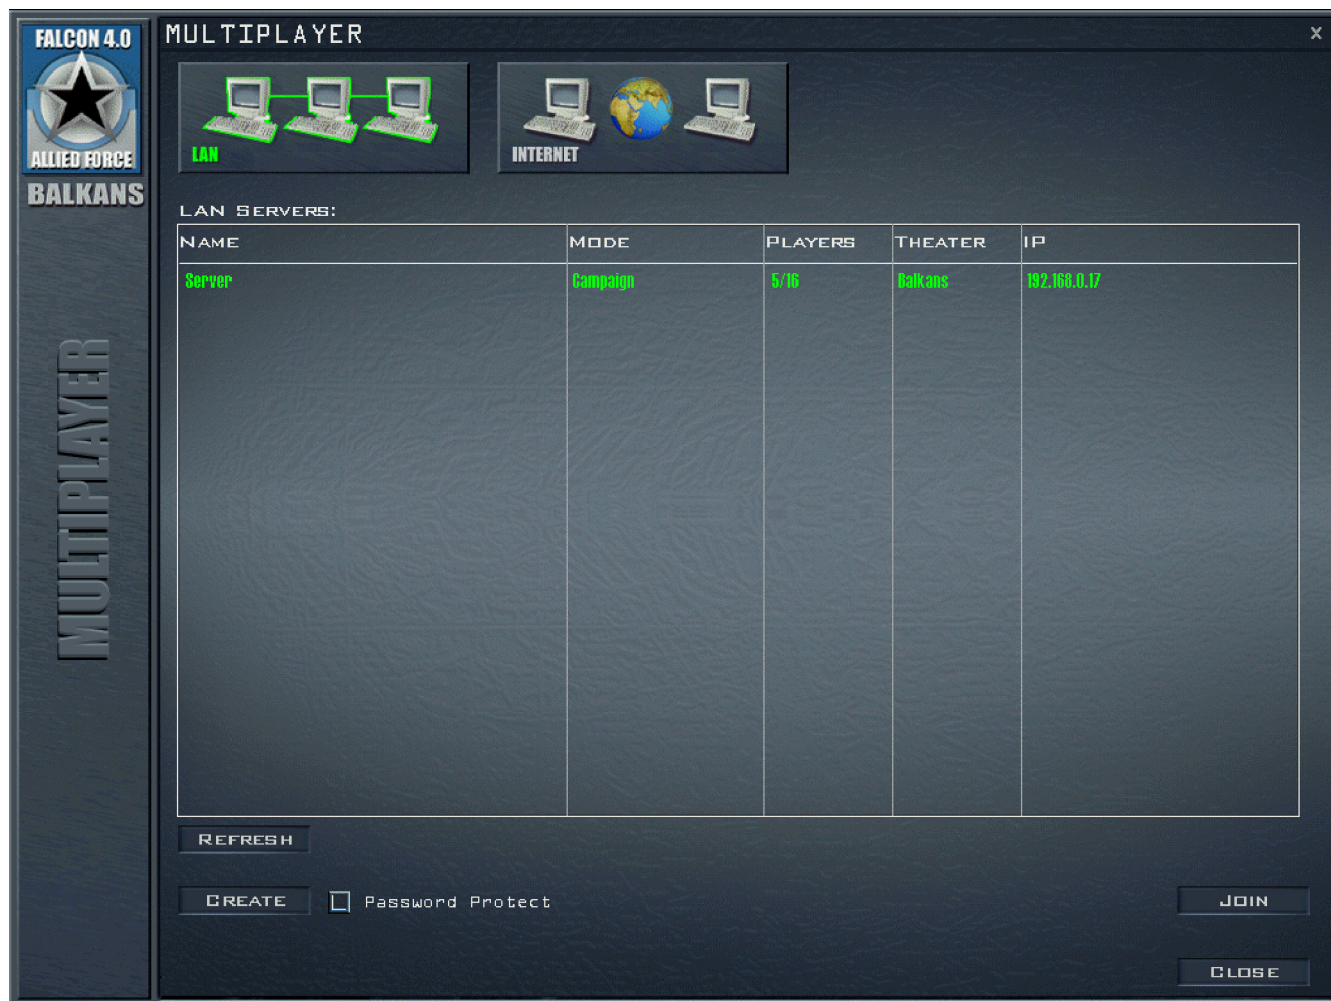 FALCON 4.0
ALLIED FORCE
BALKANS
MULTIPLAYER
MULTIPLAYER
x
LAN
INTERNET
LAN SERVERS:
NAME MODE PLAYERS THEATER IP
Server Campaign 5/16 Balkans 192.168.0.17
REFRESH
CREATE Password Protect JOIN
CLOSE